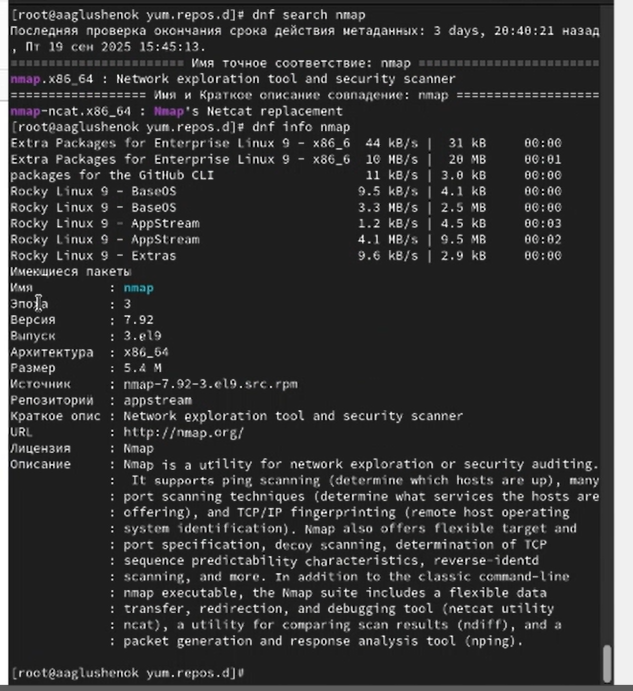 [root@aaglushenok yum.repos.d]# dnf search nmap
Последняя проверка окончания срока действия метаданных: 3 days, 20:40:21 назад
, Пт 19 сен 2025 15:45:13.
==================== Имя точное соответствие: nmap ====================
nmap.x86_64 : Network exploration tool and security scanner
================ Имя и Краткое описание совпадение: nmap =================
nmap-ncat.x86_64 : Nmap's Netcat replacement
[root@aaglushenok yum.repos.d]# dnf info nmap
Extra Packages for Enterprise Linux 9 - x86_6 44 kB/s | 31 kB 00:00
Extra Packages for Enterprise Linux 9 - x86_6 10 MB/s | 20 MB 00:01
packages for the GitHub CLI 11 kB/s | 3.0 kB 00:00
Rocky Linux 9 - BaseOS 9.5 kB/s | 4.1 kB 00:00
Rocky Linux 9 - BaseOS 3.3 MB/s | 2.5 MB 00:00
Rocky Linux 9 - AppStream 1.2 kB/s | 4.5 kB 00:03
Rocky Linux 9 - AppStream 4.1 MB/s | 9.5 MB 00:02
Rocky Linux 9 - Extras 9.6 kB/s | 2.9 kB 00:00
Имеющиеся пакеты
Имя : nmap
Эпоха : 3
Версия : 7.92
Выпуск : 3.el9
Архитектура : x86_64
Размер : 5.4 M
Источник : nmap-7.92-3.el9.src.rpm
Репозиторий : appstream
Краткое опис : Network exploration tool and security scanner
URL : http://nmap.org/
Лицензия : Nmap
Описание : Nmap is a utility for network exploration or security auditing.
: It supports ping scanning (determine which hosts are up), many
: port scanning techniques (determine what services the hosts are
: offering), and TCP/IP fingerprinting (remote host operating
: system identification). Nmap also offers flexible target and
: port specification, decoy scanning, determination of TCP
: sequence predictability characteristics, reverse-identd
: scanning, and more. In addition to the classic command-line
: nmap executable, the Nmap suite includes a flexible data
: transfer, redirection, and debugging tool (netcat utility
: ncat), a utility for comparing scan results (ndiff), and a
: packet generation and response analysis tool (nping).
[root@aaglushenok yum.repos.d]#